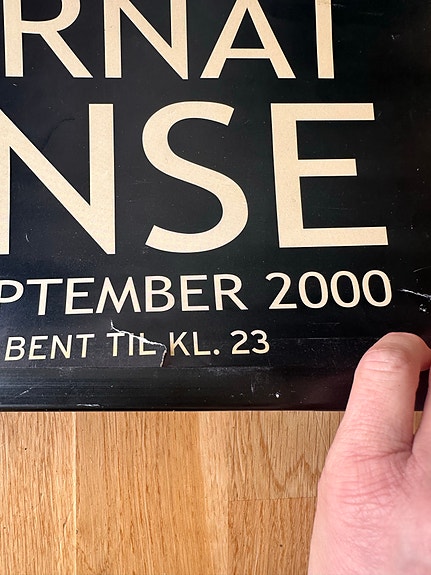 RNAT
NSE
PTEMBER 2000
BENT TIL KL. 23